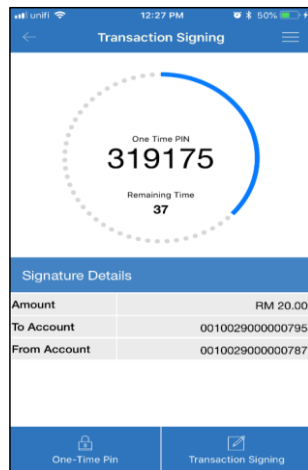 unifi 12:27 PM 50%
Transaction Signing
One Time PIN
319175
Remaining Time
37
Signature Details
Amount RM 20.00
To Account 0010029000000795
From Account 0010029000000787
One-Time Pin Transaction Signing